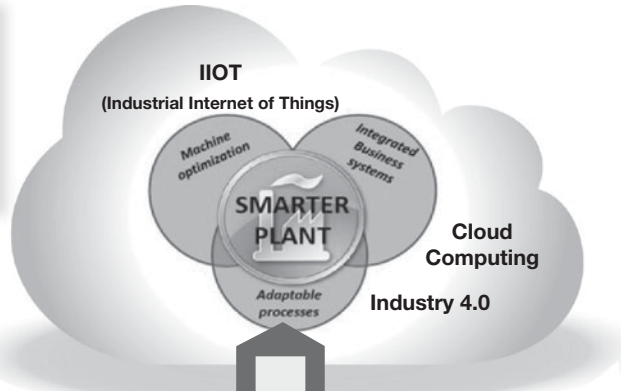 IIOT
(Industrial Internet of Things)
Machine
optimization
Integrated
Business
systems
SMARTER
PLANT
Cloud
Computing
Adaptable
processes
Industry 4.0